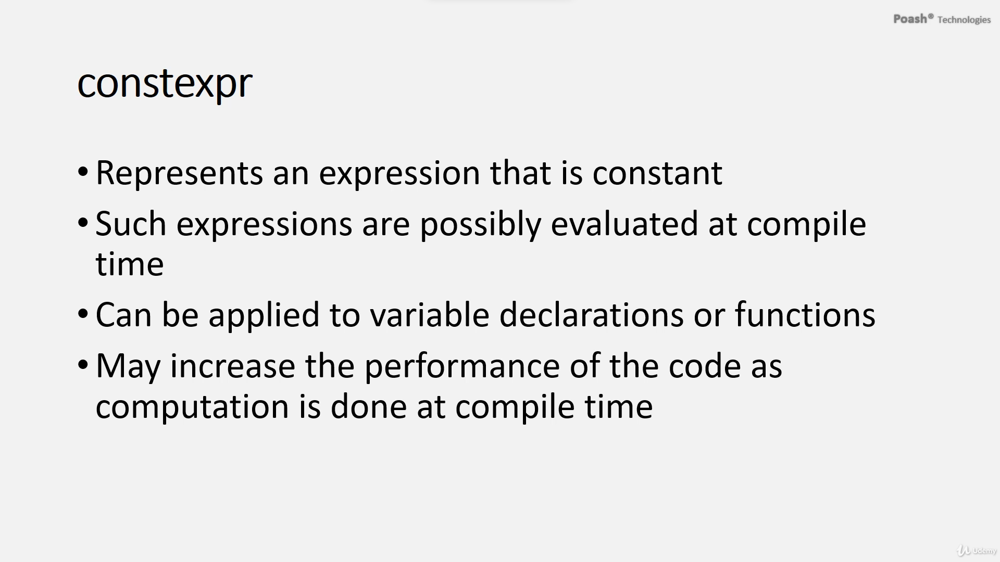 Poash® Technologies
constexpr
• Represents an expression that is constant
• Such expressions are possibly evaluated at compile
time
• Can be applied to variable declarations or functions
• May increase the performance of the code as
computation is done at compile time
Udemy